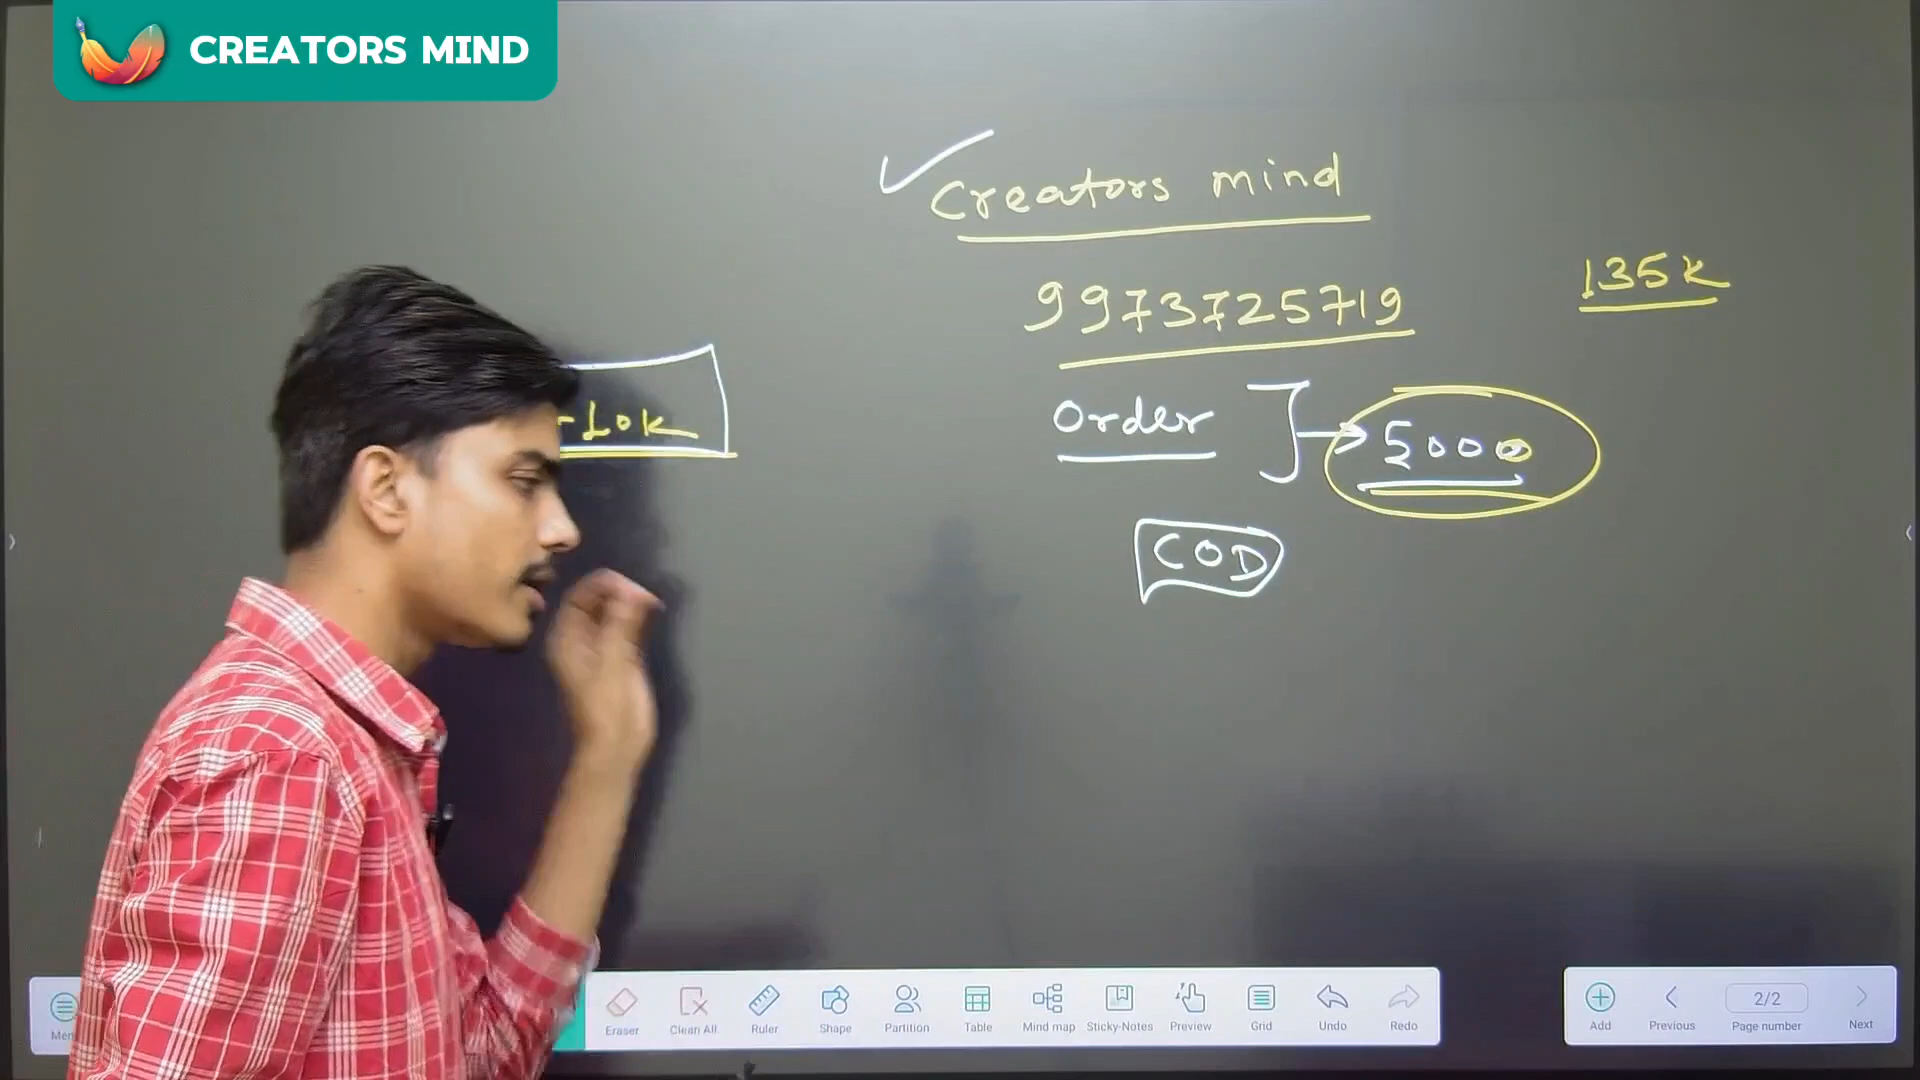 CREATORS MIND
Creators mind
9973725719
135K
-10K
Order
5000
COD
Eraser
Clean All
Ruler
Shape
Partition
Table
Mind map
Sticky-Notes
Preview
Grid
Undo
Redo
Add
Previous
2/2
Page number
Next